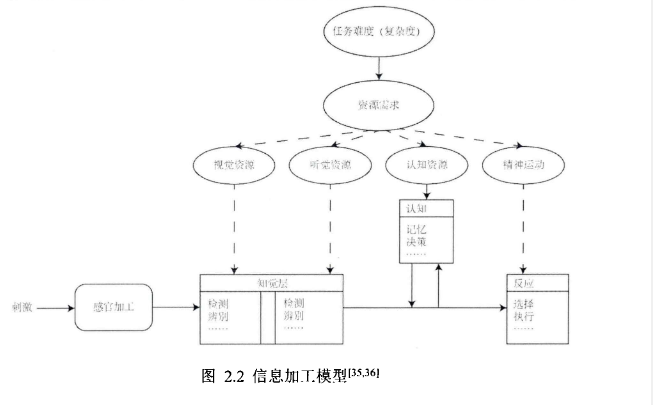 任务难度（复杂度）
资源需求
视觉资源
听觉资源
认知资源
精神运动
认知
记忆
决策
……
刺激
感官加工
知觉层
检测
辨别
……
检测
辨别
……
反应
选择
执行
……
图 2.2 信息加工模型[35,36]